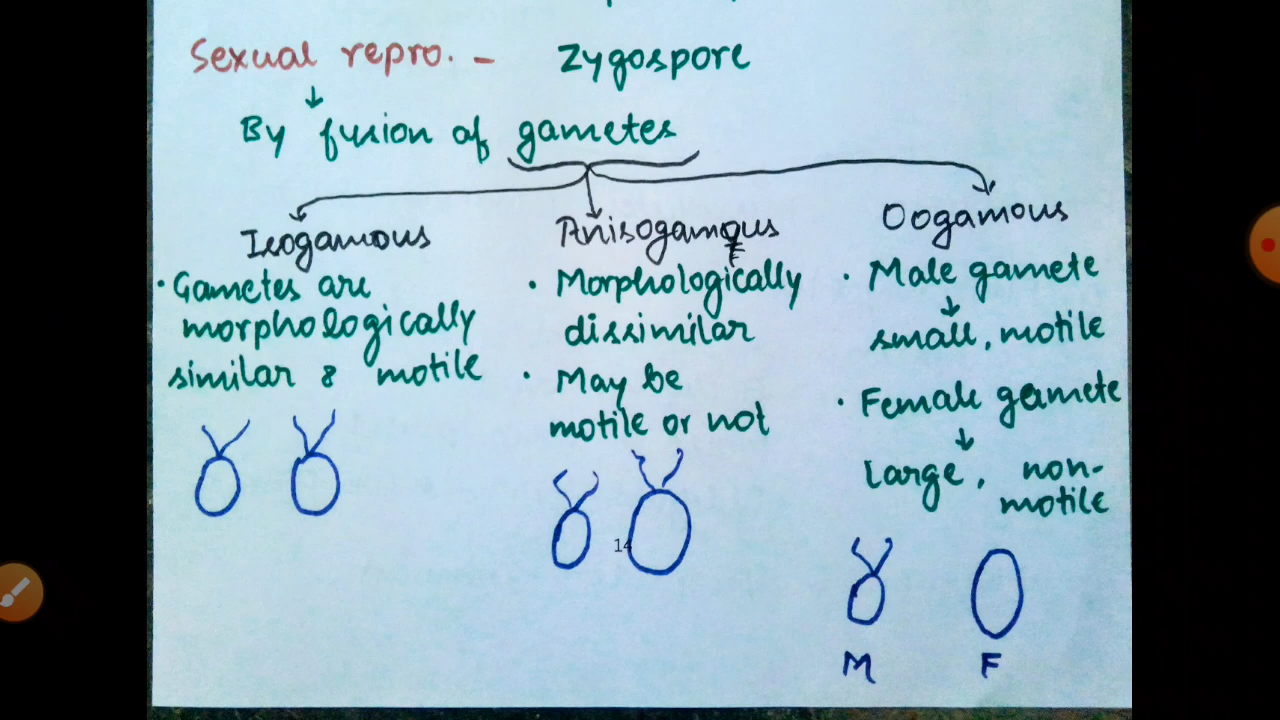 Sexual repro. - Zygospore
↓
By fusion of gametes
Isogamous
• Gametes are
morphologically
similar & motile
Anisogamous
• Morphologically
dissimilar
• May be
motile or not
14
Oogamous
• Male gamete
↓
small, motile
• Female gamete
↓
large, non-
motile
M F